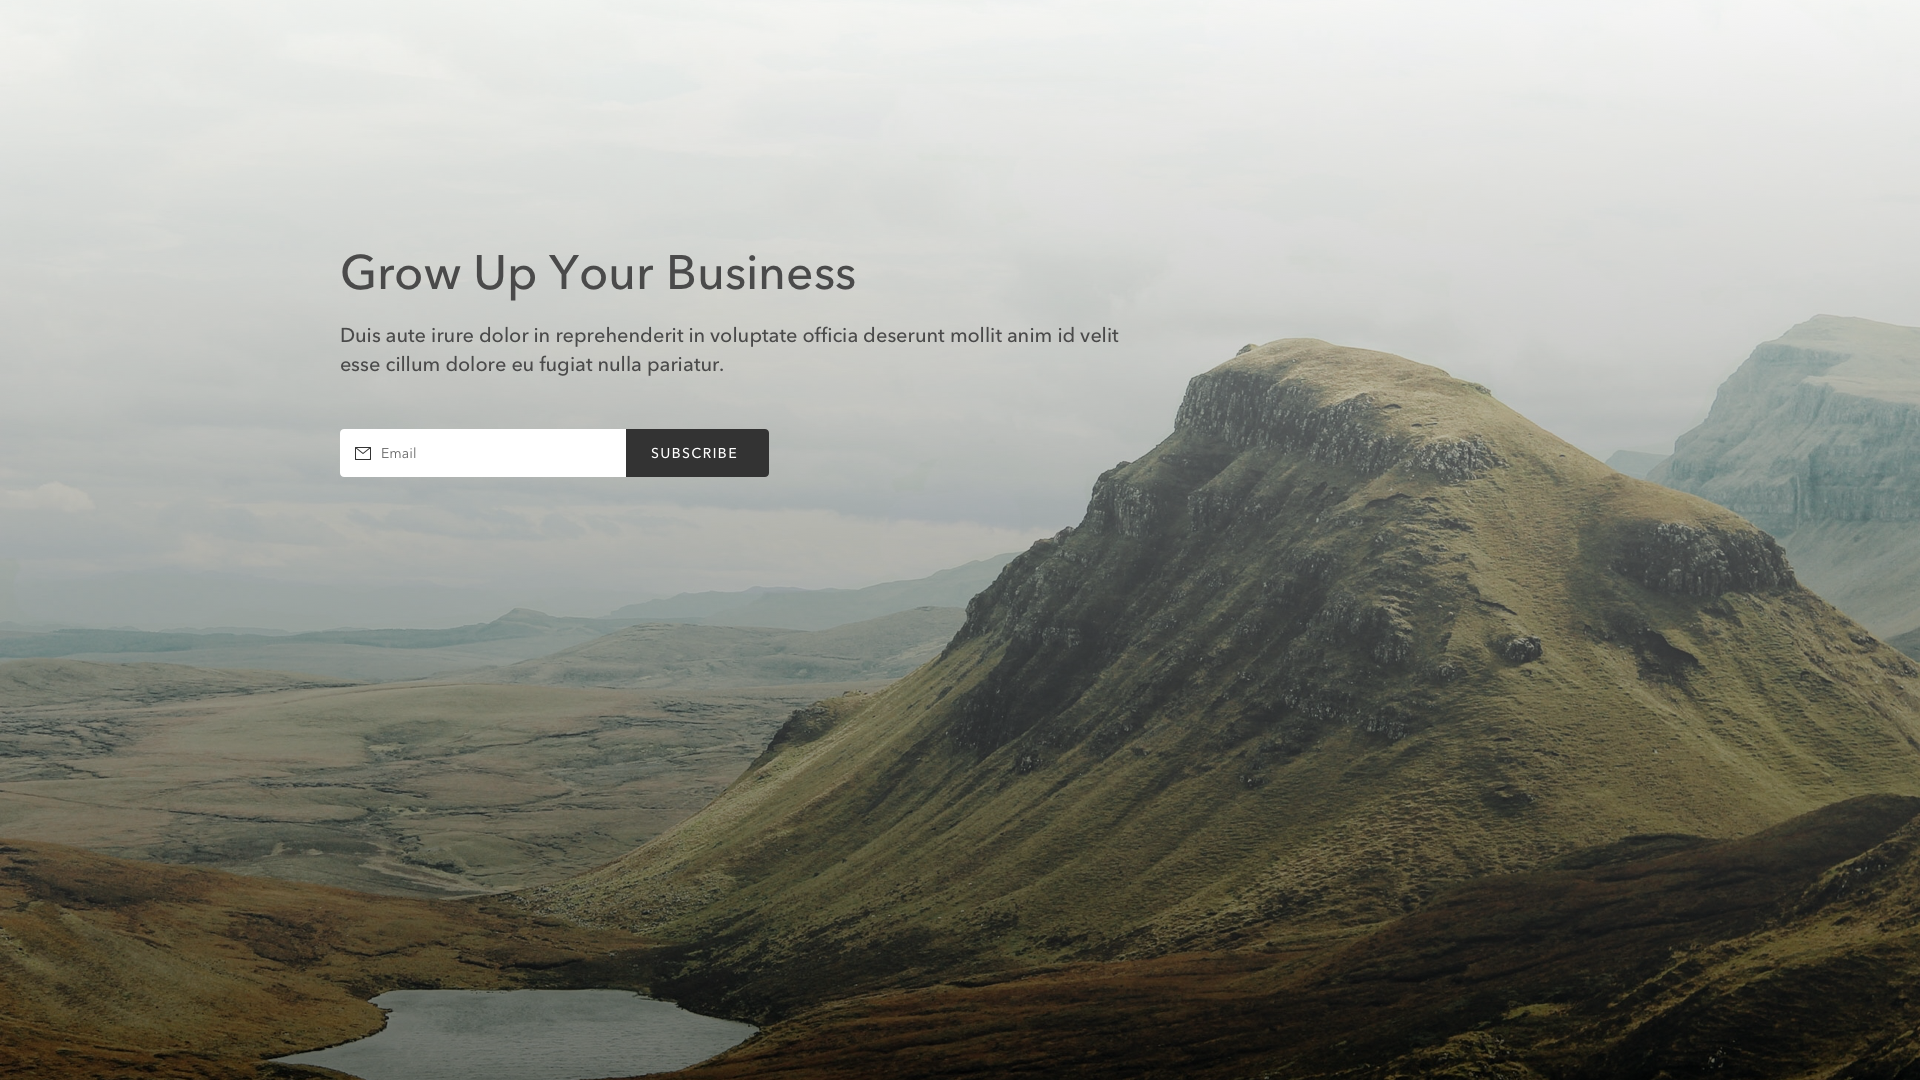 Grow Up Your Business
Duis aute irure dolor in reprehenderit in voluptate officia deserunt mollit anim id velit
esse cillum dolore eu fugiat nulla pariatur.
Email
SUBSCRIBE